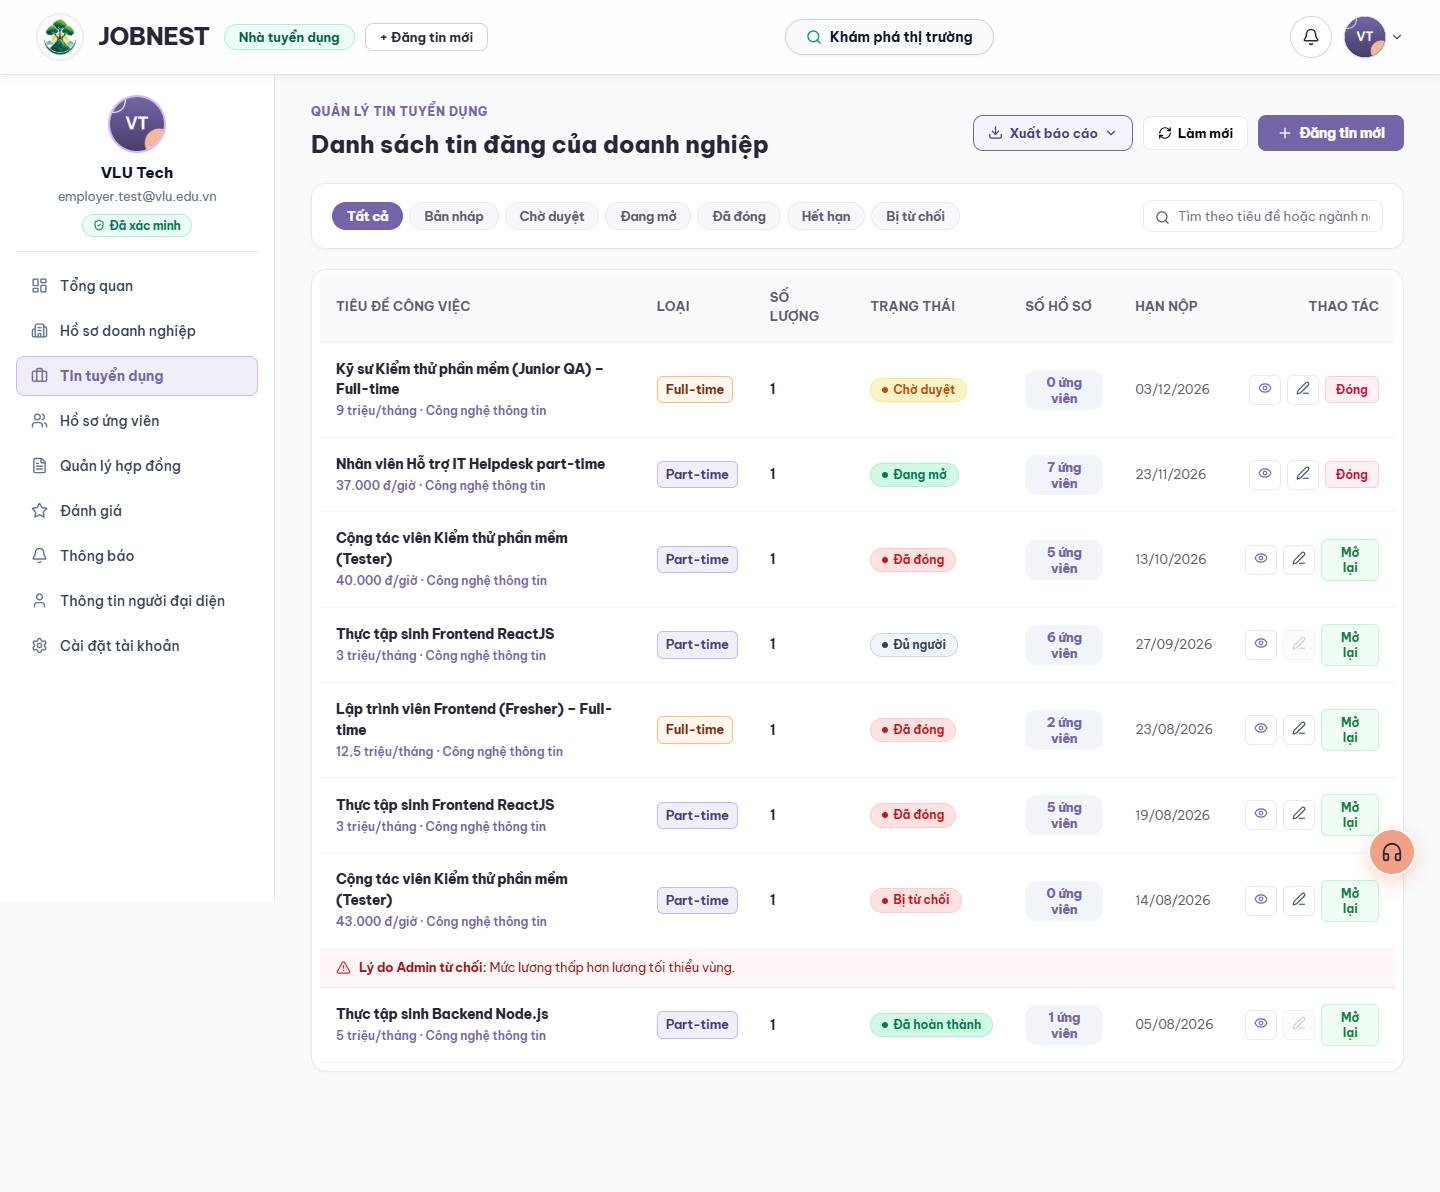 JOBNEST
Nhà tuyển dụng
+ Đăng tin mới
Khám phá thị trường
VT
VT
VLU Tech
employer.test@vlu.edu.vn
Đã xác minh
Tổng quan
Hồ sơ doanh nghiệp
Tin tuyển dụng
Hồ sơ ứng viên
Quản lý hợp đồng
Đánh giá
Thông báo
Thông tin người đại diện
Cài đặt tài khoản
QUẢN LÝ TIN TUYỂN DỤNG
Danh sách tin đăng của doanh nghiệp
Xuất báo cáo
Làm mới
Đăng tin mới
Tất cả
Bản nháp
Chờ duyệt
Đang mở
Đã đóng
Hết hạn
Bị từ chối
Tìm theo tiêu đề hoặc ngành n
TIÊU ĐỀ CÔNG VIỆC LOẠI SỐ LƯỢNG TRẠNG THÁI SỐ HỒ SƠ HẠN NỘP THAO TÁC
Kỹ sư Kiểm thử phần mềm (Junior QA) –
Full-time
9 triệu/tháng · Công nghệ thông tin
Full-time 1 Chờ duyệt 0 ứng viên 03/12/2026 Đóng
Nhân viên Hỗ trợ IT Helpdesk part-time
37.000 đ/giờ · Công nghệ thông tin
Part-time 1 Đang mở 7 ứng viên 23/11/2026 Đóng
Cộng tác viên Kiểm thử phần mềm
(Tester)
40.000 đ/giờ · Công nghệ thông tin
Part-time 1 Đã đóng 5 ứng viên 13/10/2026 Mở lại
Thực tập sinh Frontend ReactJS
3 triệu/tháng · Công nghệ thông tin
Part-time 1 Đủ người 6 ứng viên 27/09/2026 Mở lại
Lập trình viên Frontend (Fresher) – Full-
time
12,5 triệu/tháng · Công nghệ thông tin
Full-time 1 Đã đóng 2 ứng viên 23/08/2026 Mở lại
Thực tập sinh Frontend ReactJS
3 triệu/tháng · Công nghệ thông tin
Part-time 1 Đã đóng 5 ứng viên 19/08/2026 Mở lại
Cộng tác viên Kiểm thử phần mềm
(Tester)
43.000 đ/giờ · Công nghệ thông tin
Part-time 1 Bị từ chối 0 ứng viên 14/08/2026 Mở lại
Lý do Admin từ chối: Mức lương thấp hơn lương tối thiểu vùng.
Thực tập sinh Backend Node.js
5 triệu/tháng · Công nghệ thông tin
Part-time 1 Đã hoàn thành 1 ứng viên 05/08/2026 Mở lại